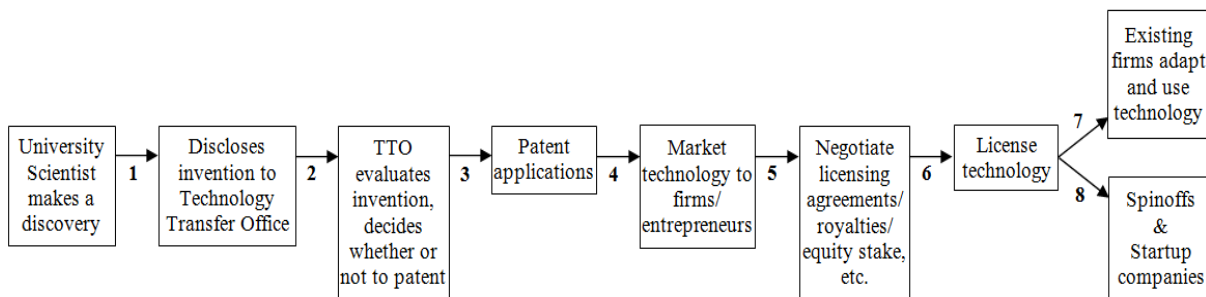 University
Scientist
makes a
discovery
1
Discloses
invention to
Technology
Transfer Office
2
TTO
evaluates
invention,
decides
whether or
not to patent
3
Patent
applications
4
Market
technology to
firms/
entrepreneurs
5
Negotiate
licensing
agreements/
royalties/
equity stake,
etc.
6
License
technology
7
Existing
firms adapt
and use
technology
8
Spinoffs
&
Startup
companies